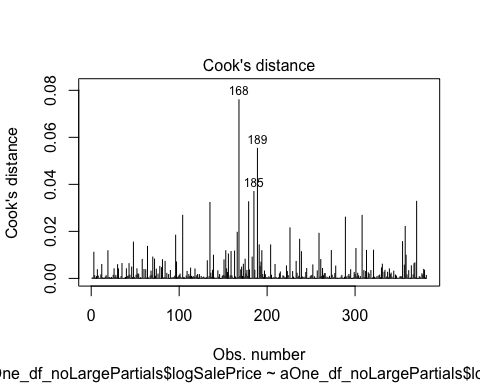 Cook's distance
0.08
0.06
0.04
0.02
0.00
Cook's distance
168
189
185
0 100 200 300
Obs. number
One_df_noLargePartials$logSalePrice ~ aOne_df_noLargePartials$lo